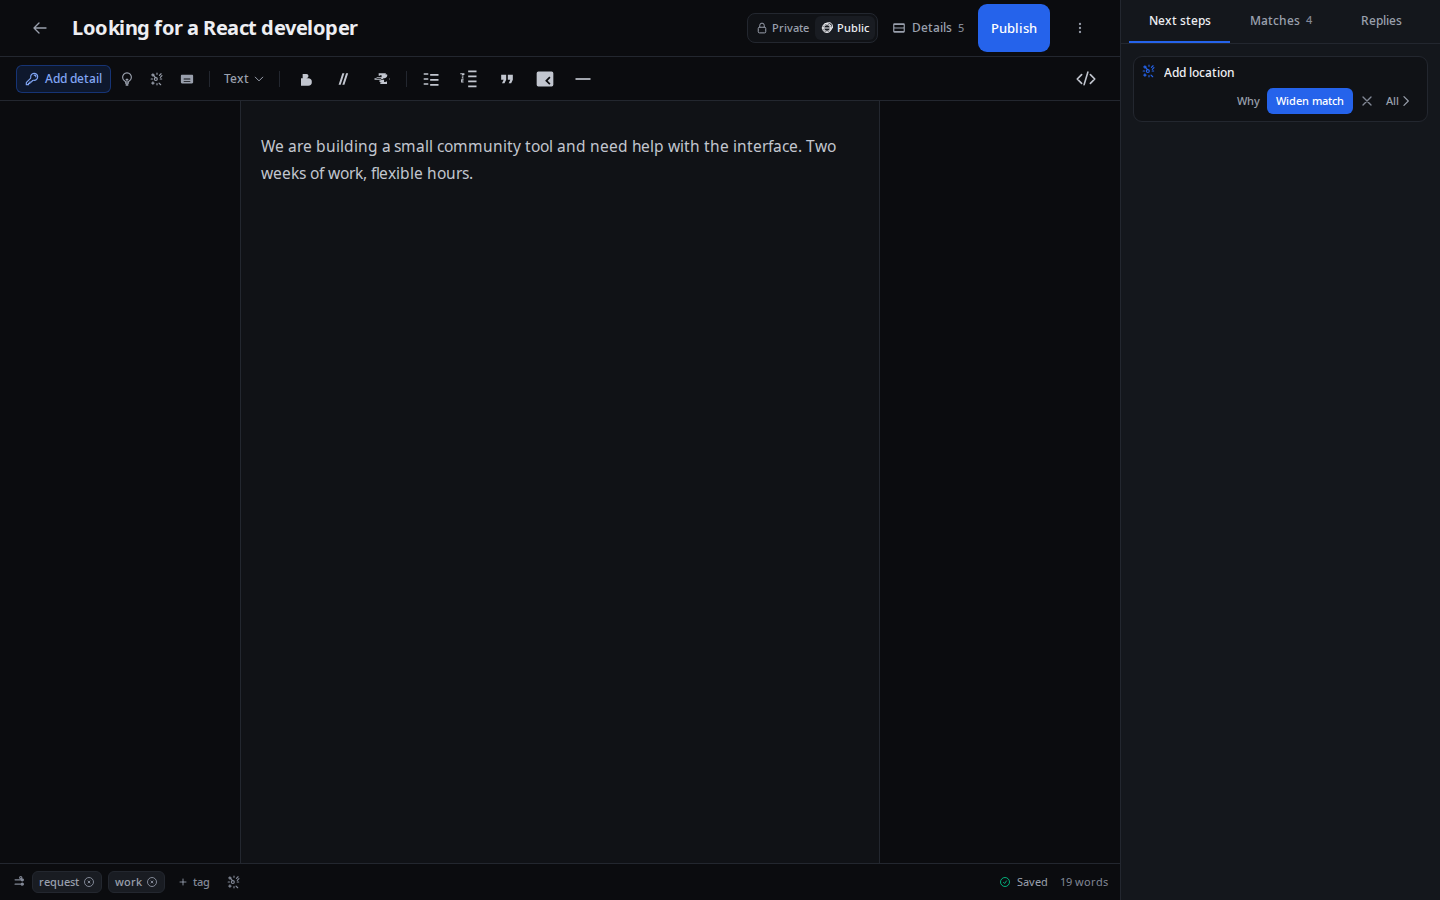 Looking for a React developer
Private
Public
Details 5
Publish
Next steps
Matches 4
Replies
Add detail
Text
Add location
Why
Widen match
All
We are building a small community tool and need help with the interface. Two
weeks of work, flexible hours.
request
work
+ tag
Saved
19 words